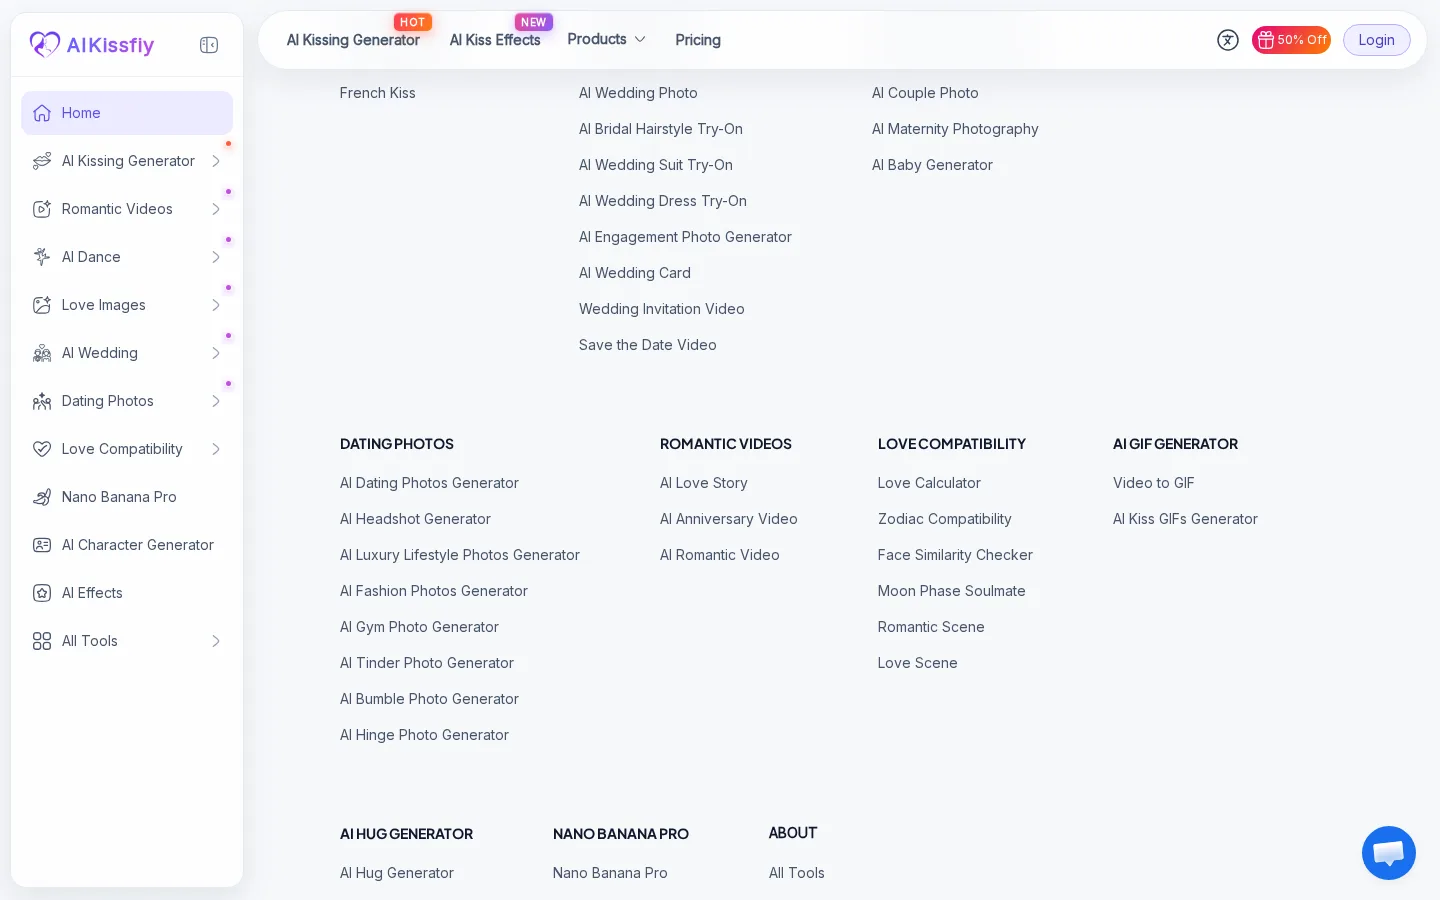 AIKissfiy
Home
AI Kissing Generator
Romantic Videos
AI Dance
Love Images
AI Wedding
Dating Photos
Love Compatibility
Nano Banana Pro
AI Character Generator
AI Effects
All Tools
AI Kissing Generator
HOT
AI Kiss Effects
NEW
Products
Pricing
50% Off
Login
French Kiss
AI Wedding Photo
AI Bridal Hairstyle Try-On
AI Wedding Suit Try-On
AI Wedding Dress Try-On
AI Engagement Photo Generator
AI Wedding Card
Wedding Invitation Video
Save the Date Video
AI Couple Photo
AI Maternity Photography
AI Baby Generator
DATING PHOTOS
AI Dating Photos Generator
AI Headshot Generator
AI Luxury Lifestyle Photos Generator
AI Fashion Photos Generator
AI Gym Photo Generator
AI Tinder Photo Generator
AI Bumble Photo Generator
AI Hinge Photo Generator
ROMANTIC VIDEOS
AI Love Story
AI Anniversary Video
AI Romantic Video
LOVE COMPATIBILITY
Love Calculator
Zodiac Compatibility
Face Similarity Checker
Moon Phase Soulmate
Romantic Scene
Love Scene
AI GIF GENERATOR
Video to GIF
AI Kiss GIFs Generator
AI HUG GENERATOR
AI Hug Generator
NANO BANANA PRO
Nano Banana Pro
ABOUT
All Tools